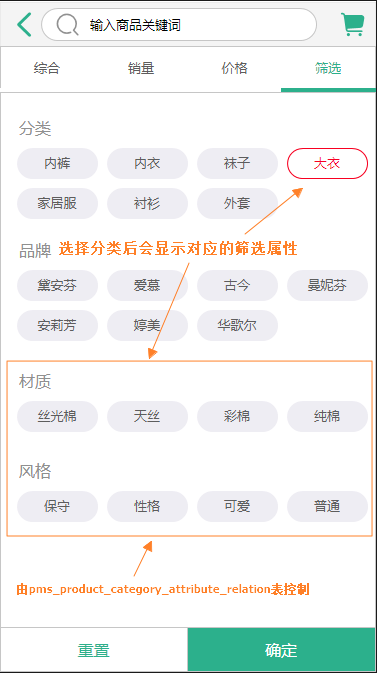 输入商品关键词
综合 销量 价格 筛选
分类
内裤 内衣 袜子 大衣
家居服 衬衫 外套
品牌 选择分类后会显示对应的筛选属性
黛安芬 爱慕 古今 曼妮芬
安莉芳 婷美 华歌尔
材质
丝光棉 天丝 彩棉 纯棉
风格
保守 性格 可爱 普通
由pms_product_category_attribute_relation表控制
重置 确定